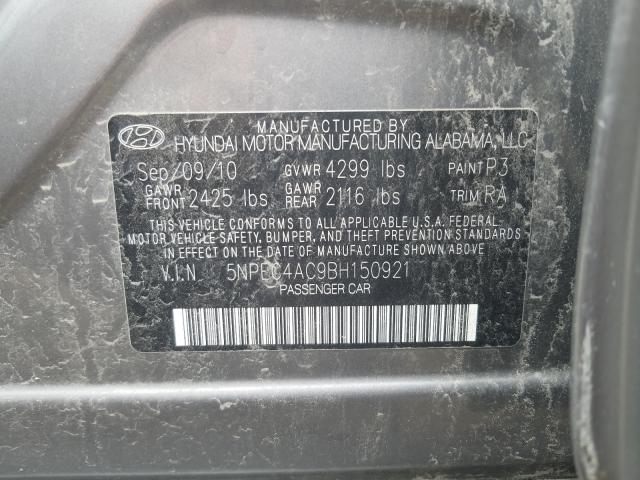 MANUFACTURED BY
HYUNDAI MOTOR MANUFACTURING ALABAMA, LLC
Sep/09/10 GVWR 4299 lbs PAINT P3
GAWR FRONT 2425 lbs GAWR REAR 2116 lbs TRIM RA
THIS VEHICLE CONFORMS TO ALL APPLICABLE U.S.A. FEDERAL
MOTOR VEHICLE SAFETY, BUMPER, AND THEFT PREVENTION STANDARDS
IN EFFECT ON THE DATE OF MANUFACTURE SHOWN ABOVE.
V.I.N 5NPEC4AC9BH150921
PASSENGER CAR